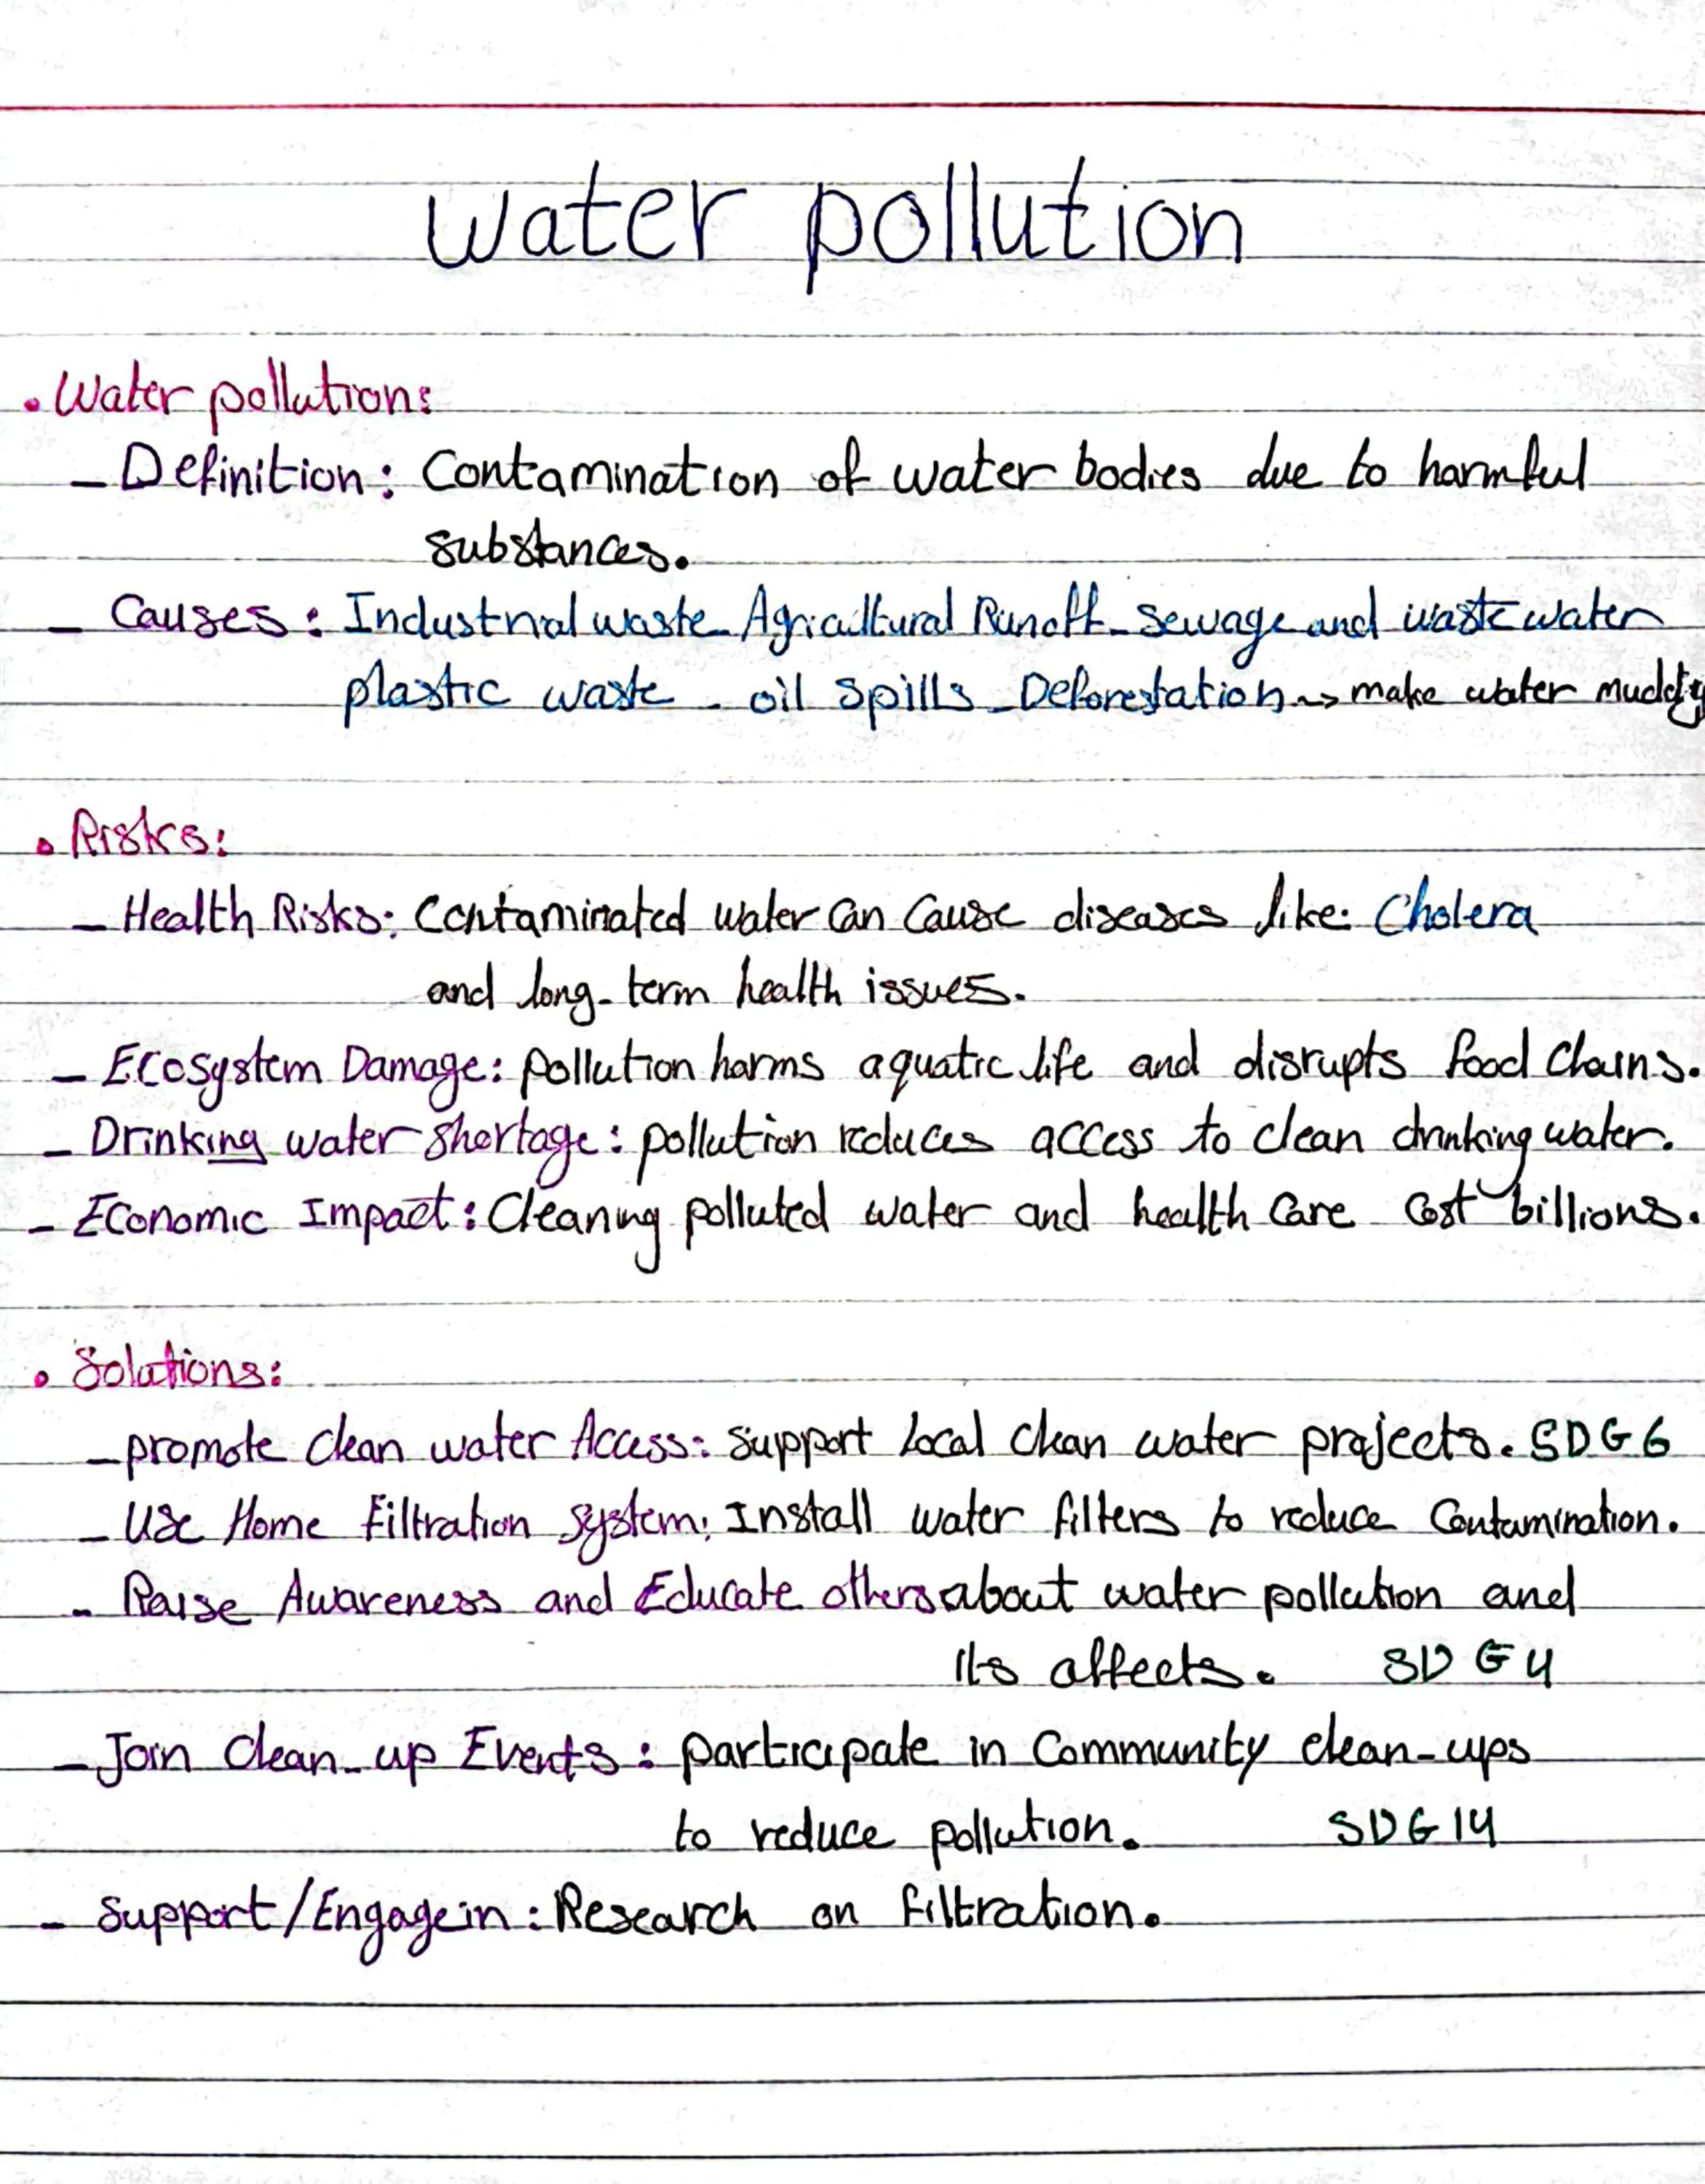 water pollution
• Water pollution:
- Definition: Contamination of water bodies due to harmful
substances.
- Causes: Industrial waste - Agricultural Runoff - sewage and waste water
plastic waste - oil spills - Deforestation → make water muddy
• Risks:
- Health Risks: Contaminated water can cause diseases like: Cholera
and long-term health issues.
- Ecosystem Damage: pollution harms aquatic life and disrupts food chains.
- Drinking water shortage: pollution reduces access to clean drinking water.
- Economic Impact: Cleaning polluted water and health care cost billions.
• Solutions:
- promote clean water Access: support local clean water projects. SDG 6
- Use Home Filtration system: Install water filters to reduce contamination.
- Raise Awareness and Educate others about water pollution and
its affects. SDG 4
- Join clean-up Events: participate in community clean-ups
to reduce pollution. SDG 14
- Support/Engage in: Research on filtration.